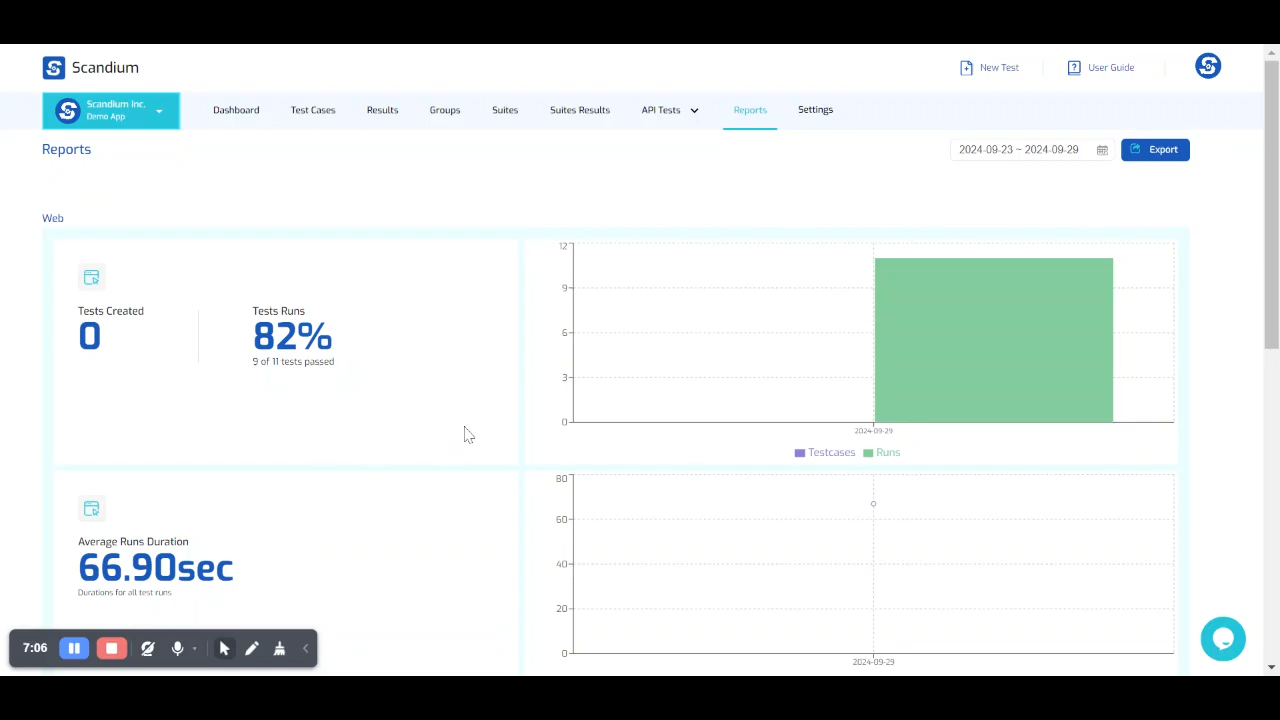 Scandium
New Test
User Guide
Scandium Inc.
Demo App
Dashboard
Test Cases
Results
Groups
Suites
Suites Results
API Tests
Reports
Settings
Reports
2024-09-23 ~ 2024-09-29
Export
Web
Tests Created
0
Tests Runs
82%
9 of 11 tests passed
12
9
6
3
0
2024-09-29
Testcases
Runs
Average Runs Duration
66.90sec
Durations for all test runs
80
60
40
20
0
2024-09-29
7:06